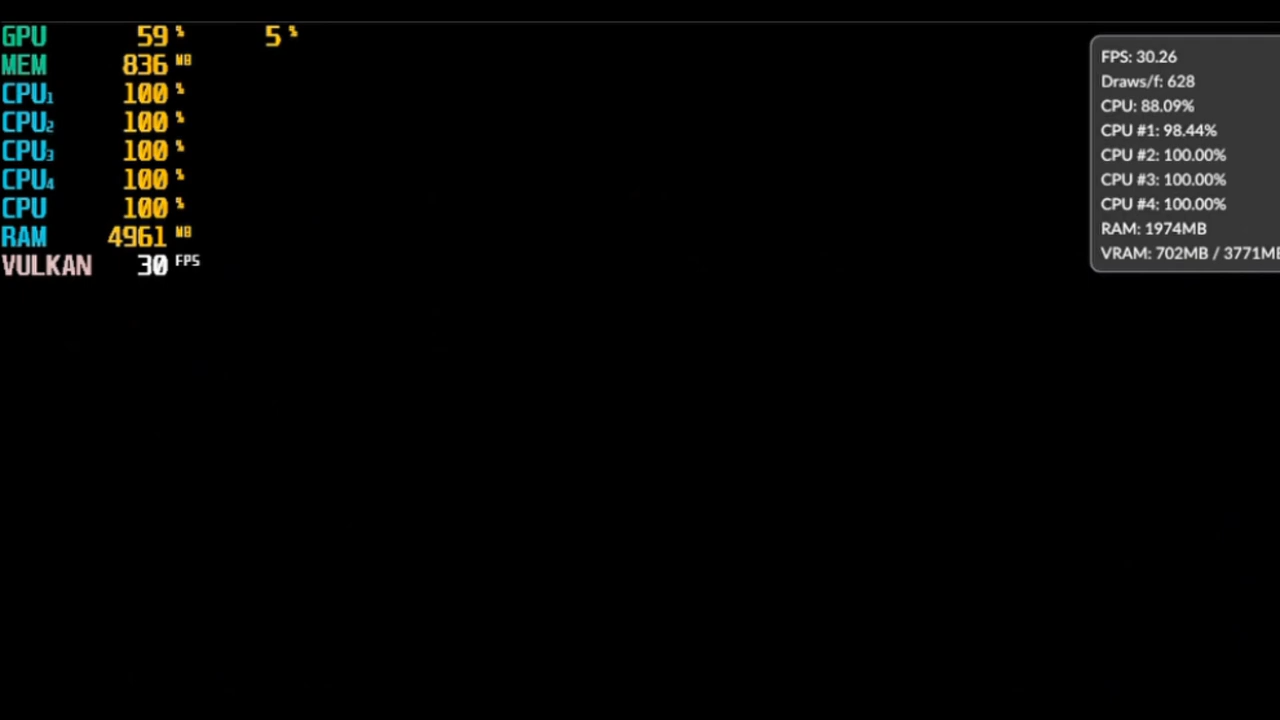 GPU 59 % 5 %
MEM 836 MB
CPU1 100 %
CPU2 100 %
CPU3 100 %
CPU4 100 %
CPU 100 %
RAM 4961 MB
VULKAN 30 FPS
FPS: 30.26
Draws/f: 628
CPU: 88.09%
CPU #1: 98.44%
CPU #2: 100.00%
CPU #3: 100.00%
CPU #4: 100.00%
RAM: 1974MB
VRAM: 702MB / 3771MB